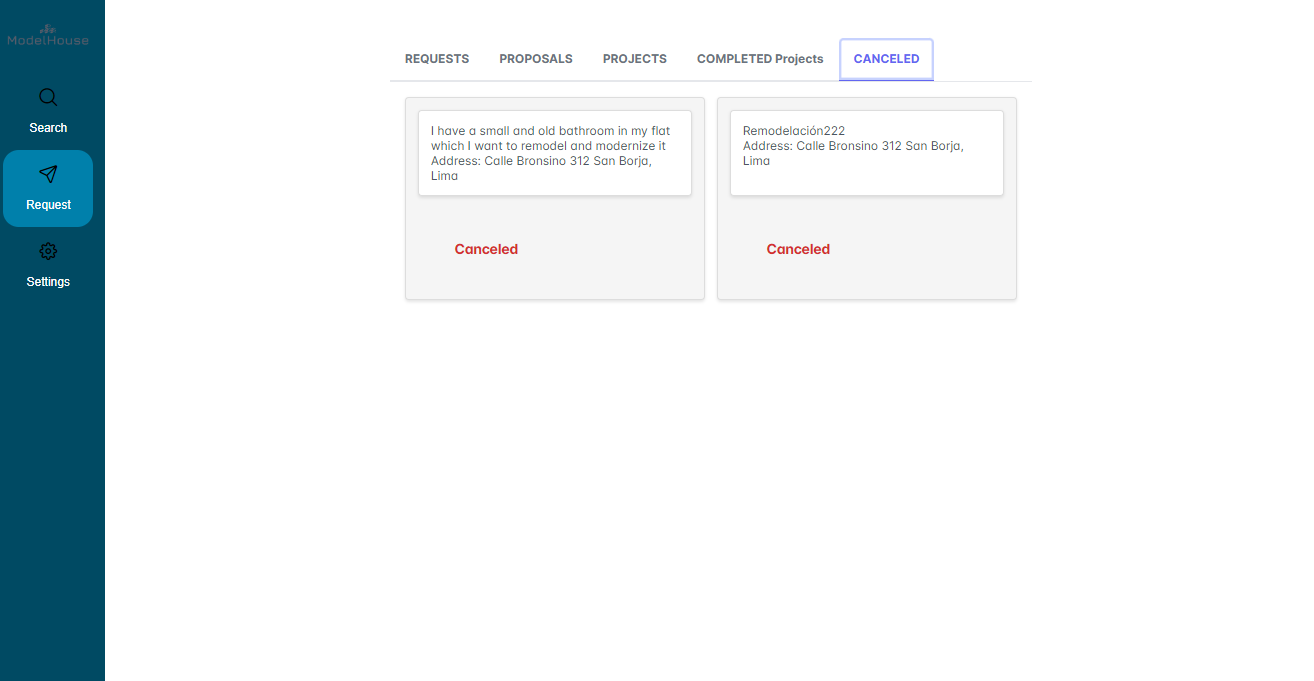 ModelHouse
Search
Request
Settings
REQUESTS
PROPOSALS
PROJECTS
COMPLETED Projects
CANCELED
I have a small and old bathroom in my flat
which I want to remodel and modernize it
Address: Calle Bronsino 312 San Borja,
Lima
Canceled
Remodelación222
Address: Calle Bronsino 312 San Borja,
Lima
Canceled